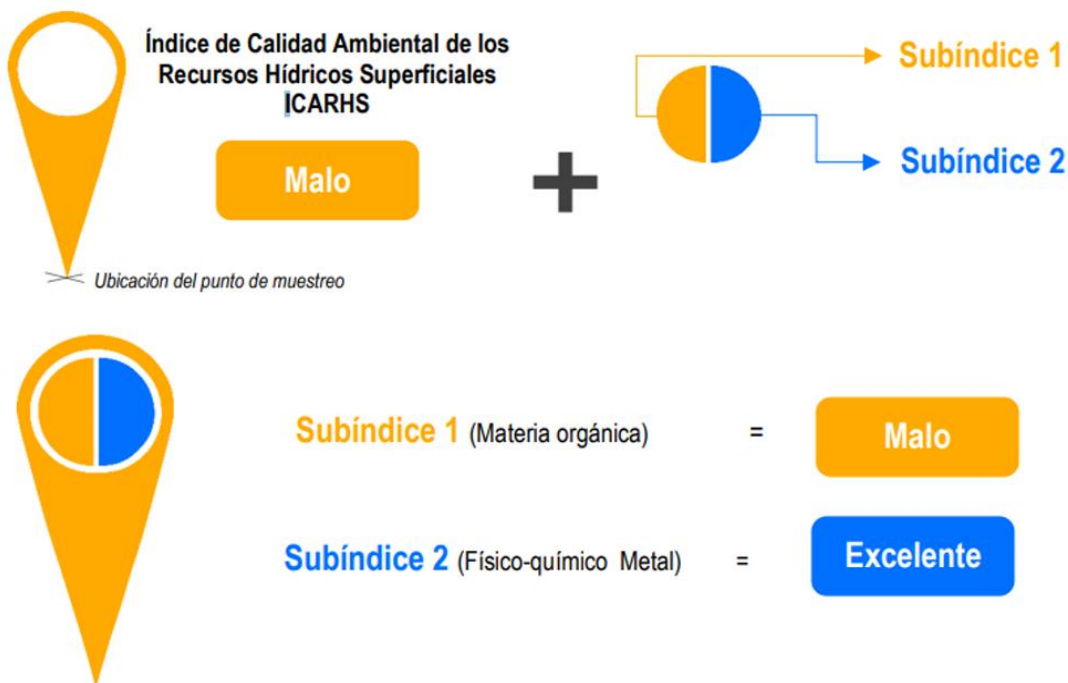 Índice de Calidad Ambiental de los
Recursos Hídricos Superficiales
ICARHS
Malo
Ubicación del punto de muestreo
Subíndice 1
Subíndice 2
Subíndice 1 (Materia orgánica) = Malo
Subíndice 2 (Físico-químico Metal) = Excelente